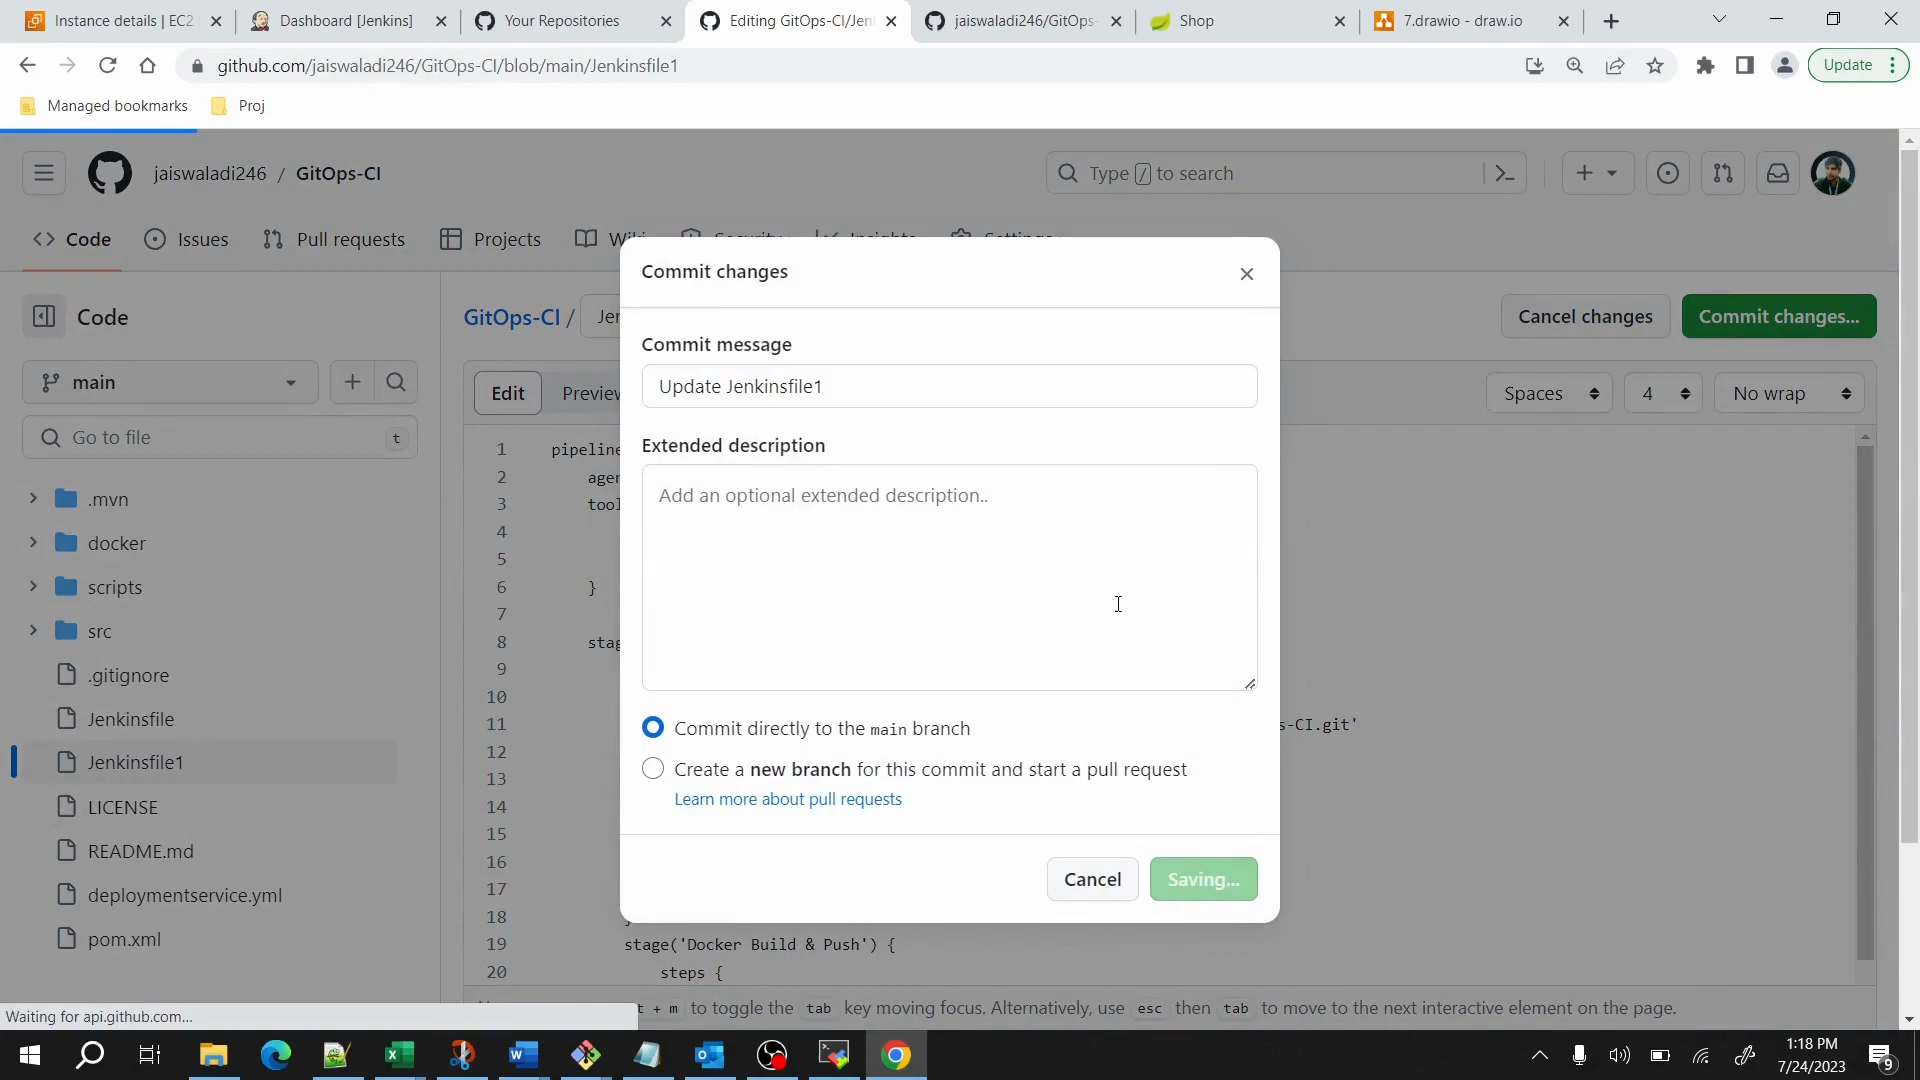 Instance details | EC2
Dashboard [Jenkins]
Your Repositories
Editing GitOps-CI/Jen
jaiswaladi246/GitOps-
Shop
7.drawio - draw.io
github.com/jaiswaladi246/GitOps-CI/blob/main/Jenkinsfile1
Update
Managed bookmarks
Proj
jaiswaladi246 / GitOps-CI
Type / to search
Code
Issues
Pull requests
Projects
Wiki
Security
Insights
Settings
Commit changes
Code
GitOps-CI /
Cancel changes
Commit changes...
Commit message
main
Update Jenkinsfile1
Edit
Preview
Spaces
4
No wrap
Go to file
t
Extended description
Add an optional extended description..
1 pipeline
2
3
4
5
6 }
7
8
9
10
11 s-CI.git'
12
13
14
15
16
17
18 }
19 stage('Docker Build & Push') {
20 steps {
.mvn
docker
scripts
src
.gitignore
Jenkinsfile
Jenkinsfile1
LICENSE
README.md
deploymentservice.yml
pom.xml
Commit directly to the main branch
Create a new branch for this commit and start a pull request
Learn more about pull requests
Cancel
Saving...
t + m to toggle the tab key moving focus. Alternatively, use esc then tab to move to the next interactive element on the page.
Waiting for api.github.com...
1:18 PM
7/24/2023
9